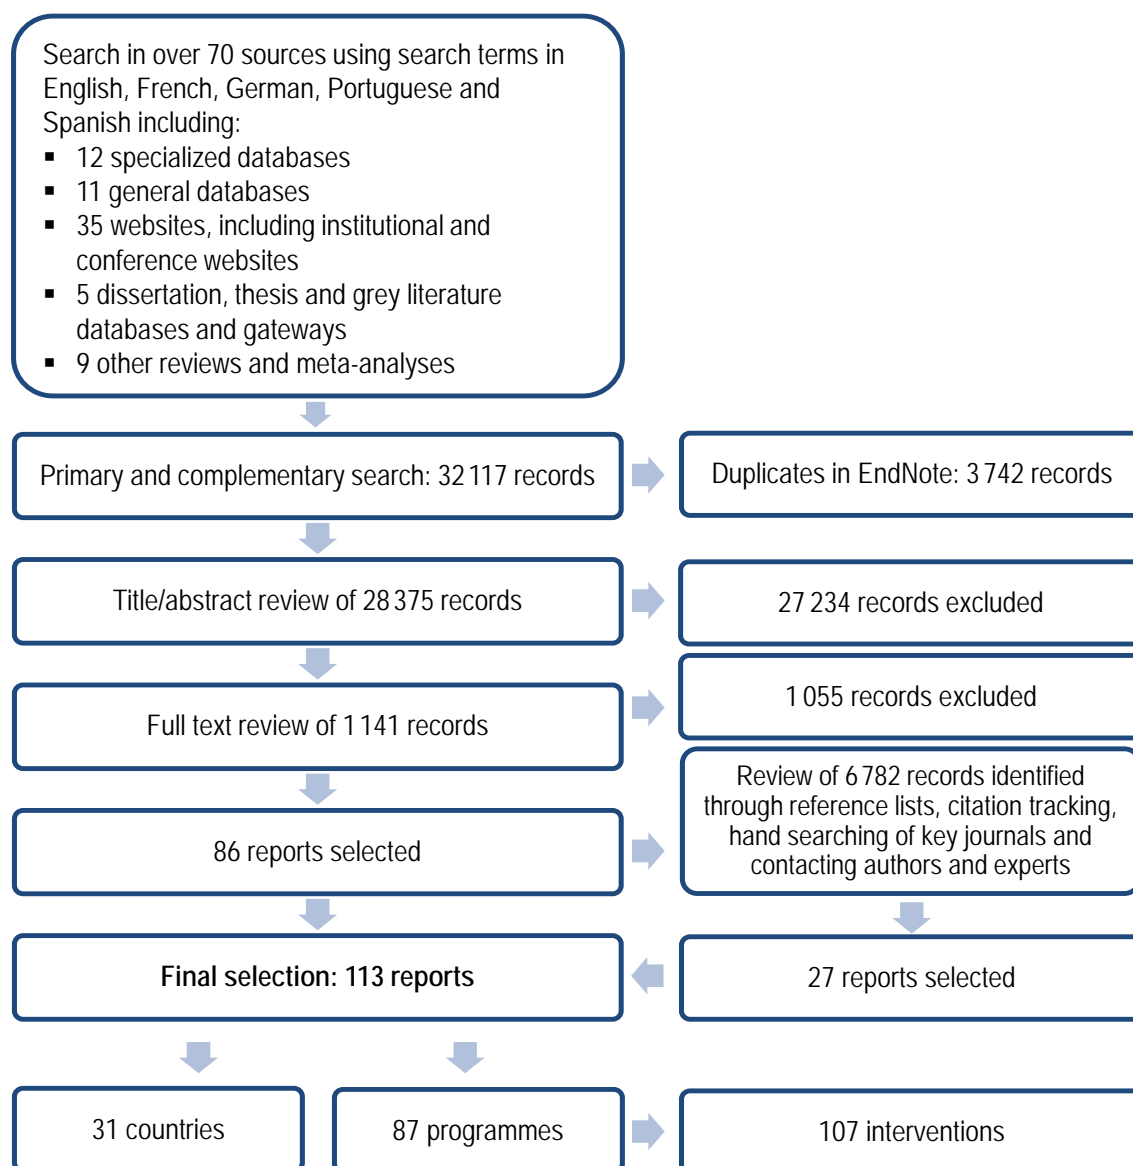 Search in over 70 sources using search terms in
English, French, German, Portuguese and
Spanish including:
▪ 12 specialized databases
▪ 11 general databases
▪ 35 websites, including institutional and
conference websites
▪ 5 dissertation, thesis and grey literature
databases and gateways
▪ 9 other reviews and meta-analyses
Primary and complementary search: 32 117 records
Duplicates in EndNote: 3 742 records
Title/abstract review of 28 375 records
27 234 records excluded
Full text review of 1 141 records
1 055 records excluded
86 reports selected
Review of 6 782 records identified
through reference lists, citation tracking,
hand searching of key journals and
contacting authors and experts
Final selection: 113 reports
27 reports selected
31 countries
87 programmes
107 interventions